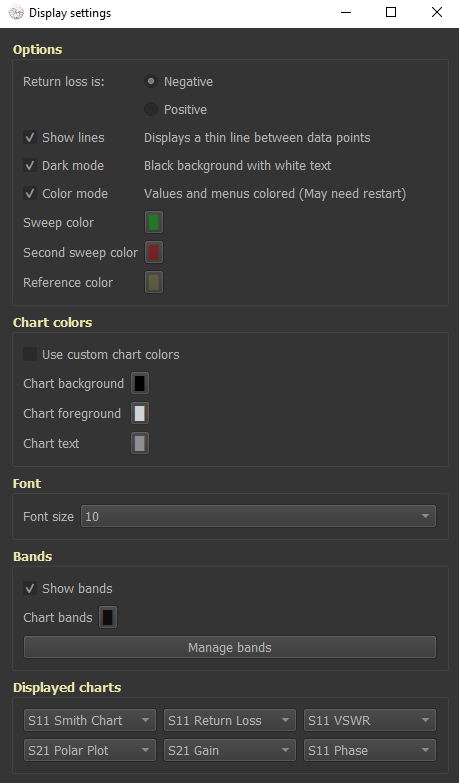 Display settings
Options
Return loss is: Negative
Positive
Show lines Displays a thin line between data points
Dark mode Black background with white text
Color mode Values and menus colored (May need restart)
Sweep color
Second sweep color
Reference color
Chart colors
Use custom chart colors
Chart background
Chart foreground
Chart text
Font
Font size 10
Bands
Show bands
Chart bands
Manage bands
Displayed charts
S11 Smith Chart S11 Return Loss S11 VSWR
S21 Polar Plot S21 Gain S11 Phase